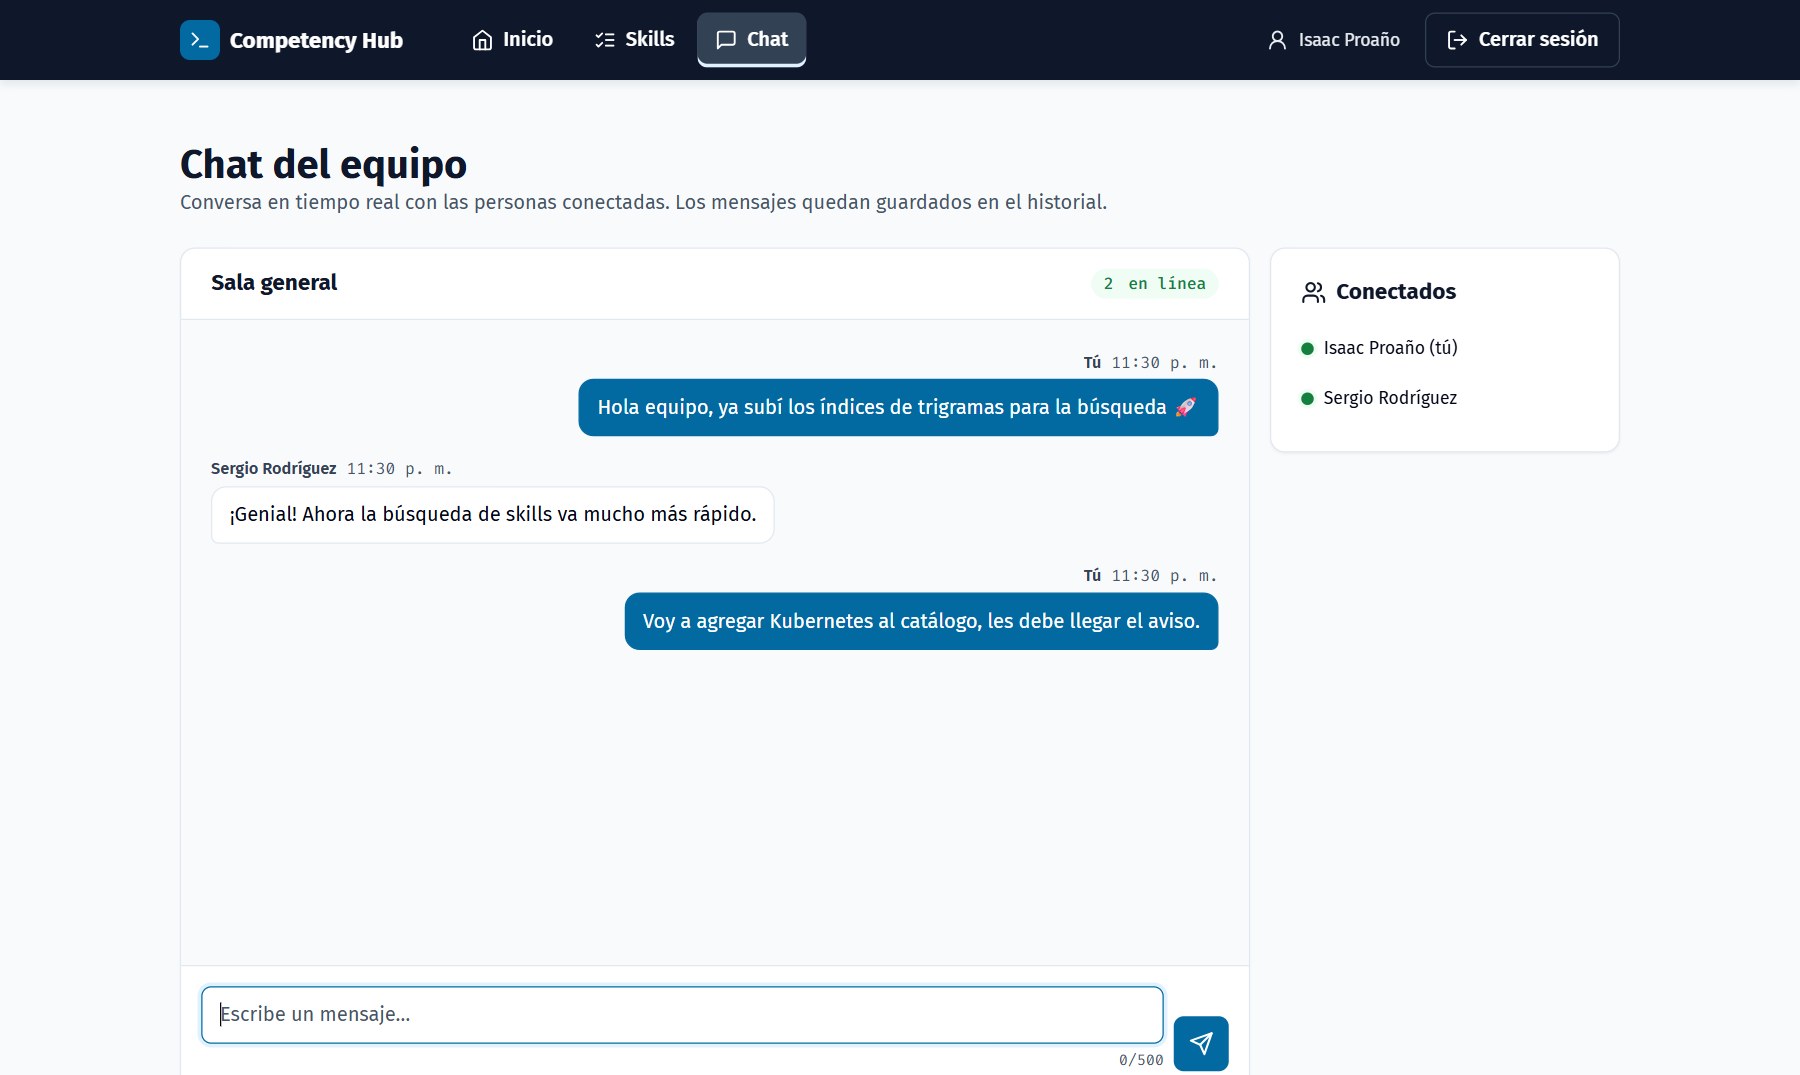 Competency Hub
Inicio
Skills
Chat
Isaac Proaño
Cerrar sesión
Chat del equipo
Conversa en tiempo real con las personas conectadas. Los mensajes quedan guardados en el historial.
Sala general
2 en línea
Tú 11:30 p. m.
Hola equipo, ya subí los índices de trigramas para la búsqueda 🚀
Sergio Rodríguez 11:30 p. m.
¡Genial! Ahora la búsqueda de skills va mucho más rápido.
Tú 11:30 p. m.
Voy a agregar Kubernetes al catálogo, les debe llegar el aviso.
Escribe un mensaje...
0/500
Conectados
Isaac Proaño (tú)
Sergio Rodríguez